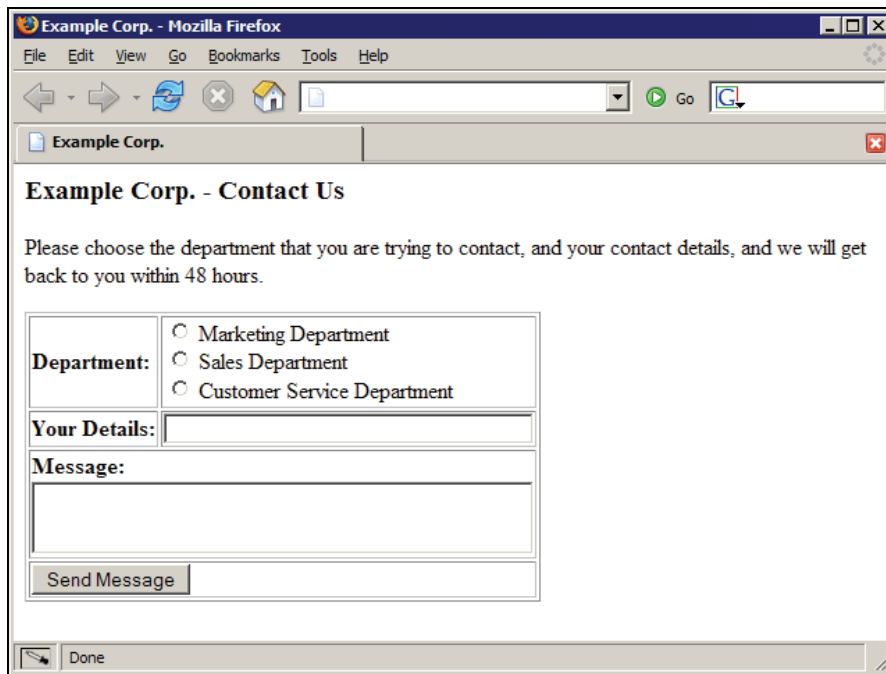 Example Corp. - Mozilla Firefox
File Edit View Go Bookmarks Tools Help
Go G
Example Corp.
Example Corp. - Contact Us
Please choose the department that you are trying to contact, and your contact details, and we will get
back to you within 48 hours.
Department:
Marketing Department
Sales Department
Customer Service Department
Your Details:
Message:
Send Message
Done